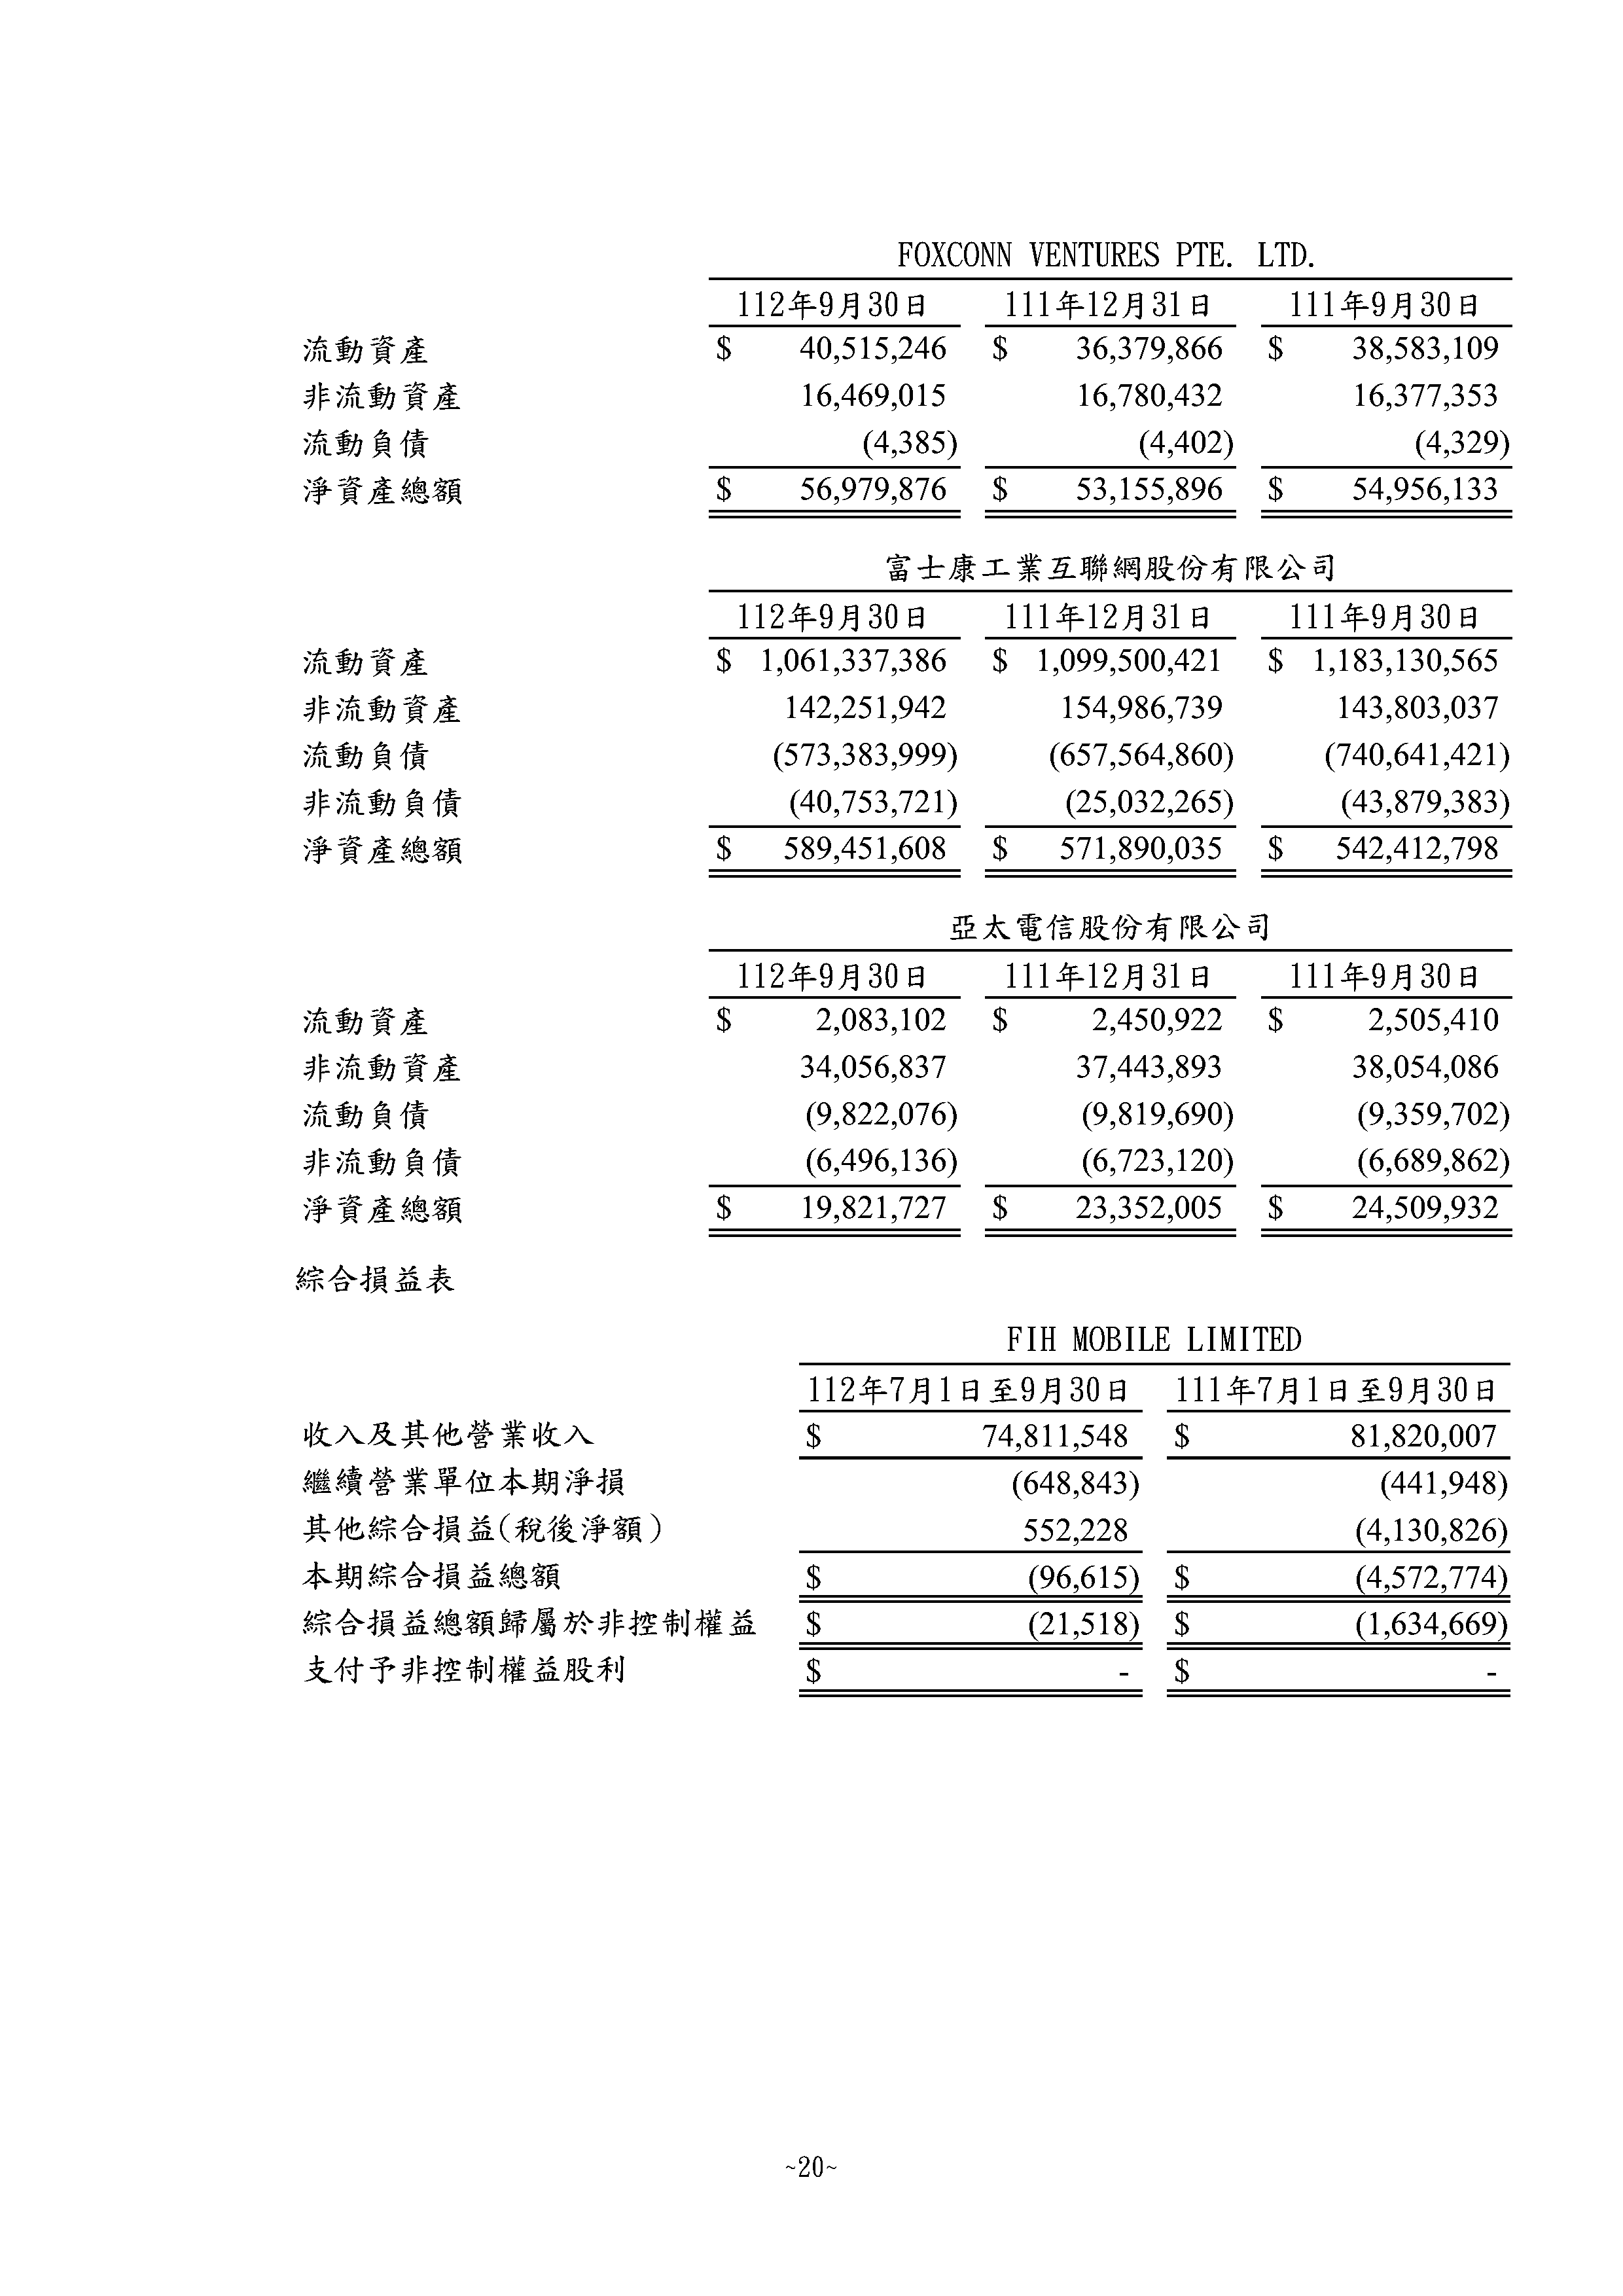 FOXCONN VENTURES PTE. LTD.
112年9月30日 111年12月31日 111年9月30日
流動資產 $ 40,515,246 $ 36,379,866 $ 38,583,109
非流動資產 16,469,015 16,780,432 16,377,353
流動負債 (4,385) (4,402) (4,329)
淨資產總額 $ 56,979,876 $ 53,155,896 $ 54,956,133
富士康工業互聯網股份有限公司
112年9月30日 111年12月31日 111年9月30日
流動資產 $ 1,061,337,386 $ 1,099,500,421 $ 1,183,130,565
非流動資產 142,251,942 154,986,739 143,803,037
流動負債 (573,383,999) (657,564,860) (740,641,421)
非流動負債 (40,753,721) (25,032,265) (43,879,383)
淨資產總額 $ 589,451,608 $ 571,890,035 $ 542,412,798
亞太電信股份有限公司
112年9月30日 111年12月31日 111年9月30日
流動資產 $ 2,083,102 $ 2,450,922 $ 2,505,410
非流動資產 34,056,837 37,443,893 38,054,086
流動負債 (9,822,076) (9,819,690) (9,359,702)
非流動負債 (6,496,136) (6,723,120) (6,689,862)
淨資產總額 $ 19,821,727 $ 23,352,005 $ 24,509,932
綜合損益表
FIH MOBILE LIMITED
112年7月1日至9月30日 111年7月1日至9月30日
收入及其他營業收入 $ 74,811,548 $ 81,820,007
繼續營業單位本期淨損 (648,843) (441,948)
其他綜合損益(稅後淨額) 552,228 (4,130,826)
本期綜合損益總額 $ (96,615) $ (4,572,774)
綜合損益總額歸屬於非控制權益 $ (21,518) $ (1,634,669)
支付予非控制權益股利 $ - $ -
~20~